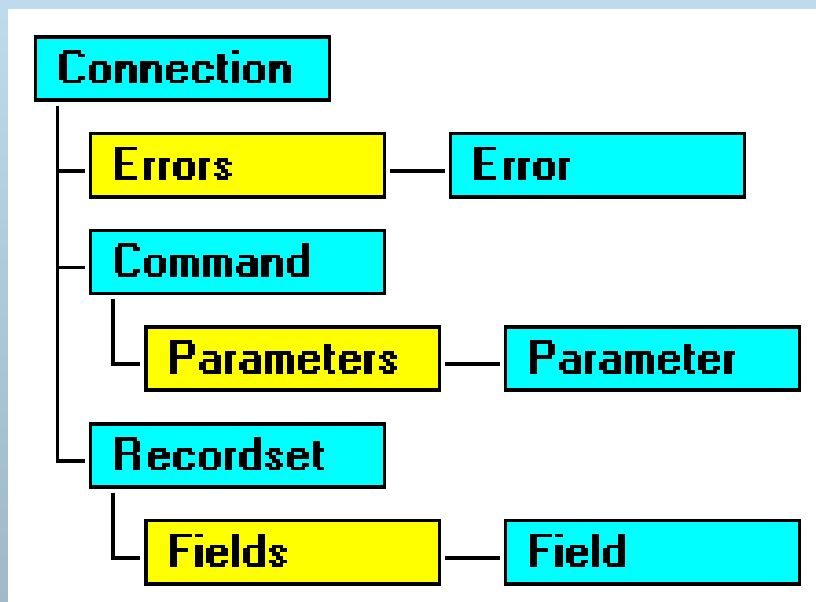 Connection
Errors
Error
Command
Parameters
Parameter
Recordset
Fields
Field